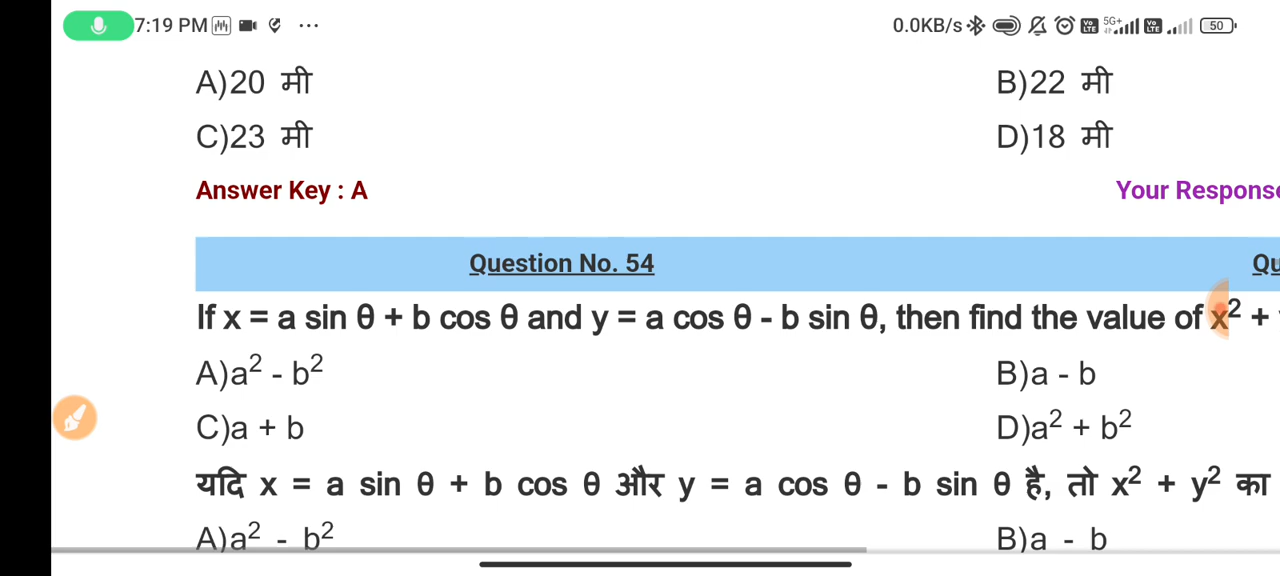 7:19 PM ...
0.0KB/s 5G+ 50
A)20 मी B)22 मी
C)23 मी D)18 मी
Answer Key : A Your Response
Question No. 54
If x = a sin θ + b cos θ and y = a cos θ - b sin θ, then find the value of x² +
A)a² - b² B)a - b
C)a + b D)a² + b²
यदि x = a sin θ + b cos θ और y = a cos θ - b sin θ है, तो x² + y² का
A)a² - b² B)a - b